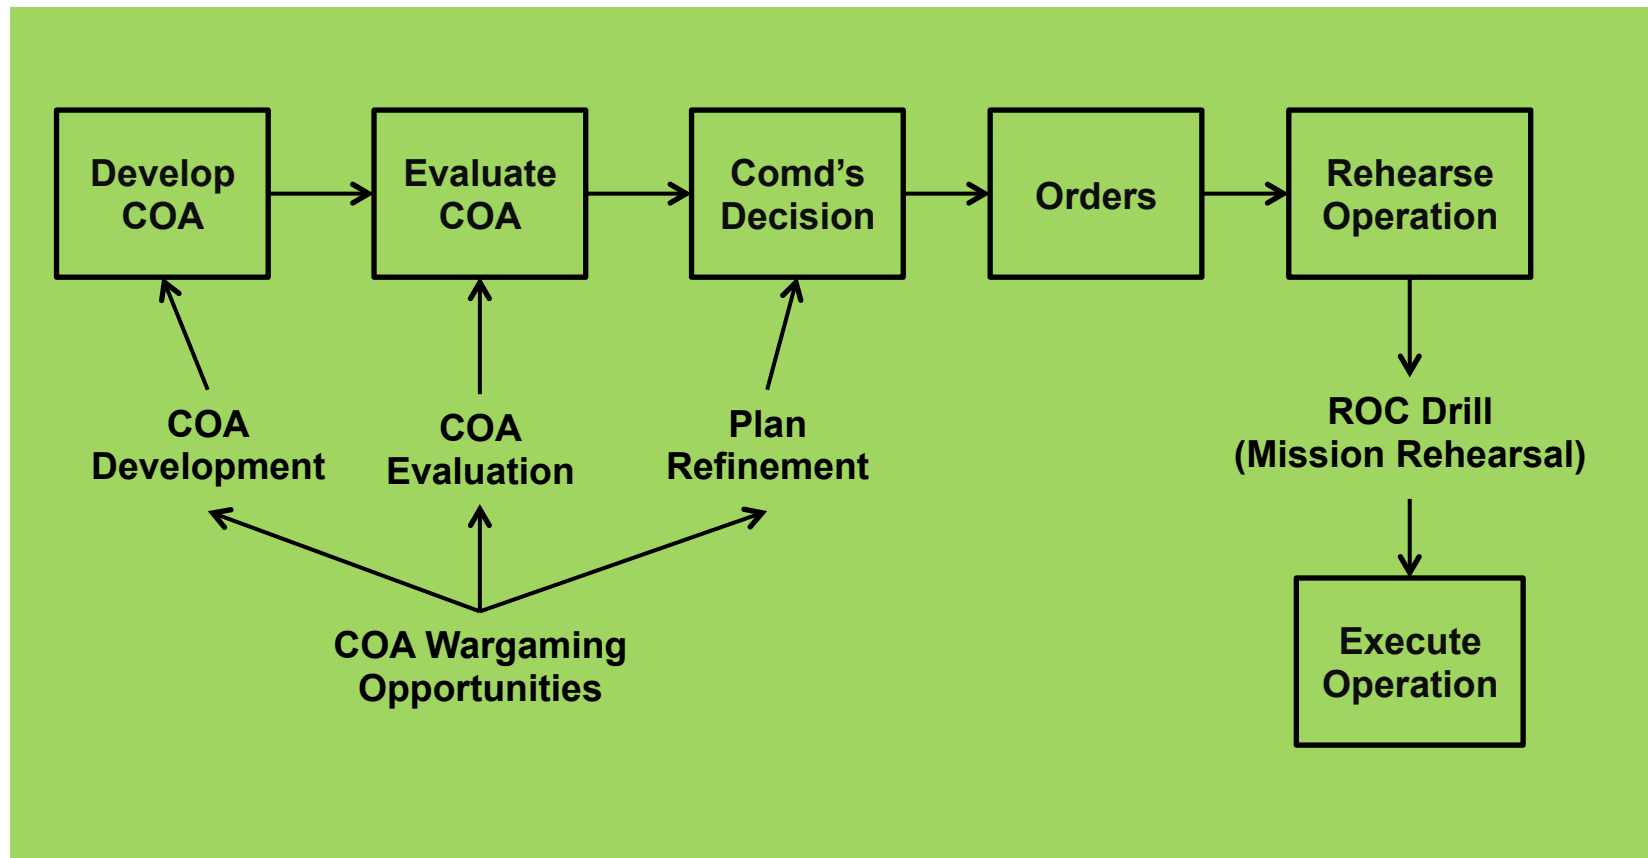 Develop
COA
Evaluate
COA
Comd’s
Decision
Orders
Rehearse
Operation
COA
Development
COA
Evaluation
Plan
Refinement
ROC Drill
(Mission Rehearsal)
COA Wargaming
Opportunities
Execute
Operation